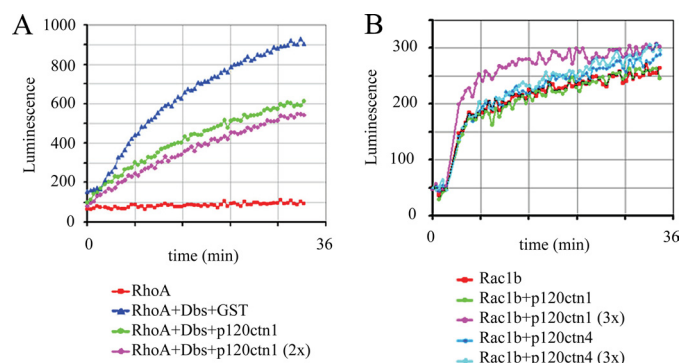 A
B
Luminescence
1000
800
600
400
200
100
0
0
36
time (min)
RhoA
RhoA+Dbs+GST
RhoA+Dbs+p120ctn1
RhoA+Dbs+p120ctn1 (2x)
Luminescence
300
200
100
50
0
0
36
time (min)
Rac1b
Rac1b+p120ctn1
Rac1b+p120ctn1 (3x)
Rac1b+p120ctn4
Rac1b+p120ctn4 (3x)